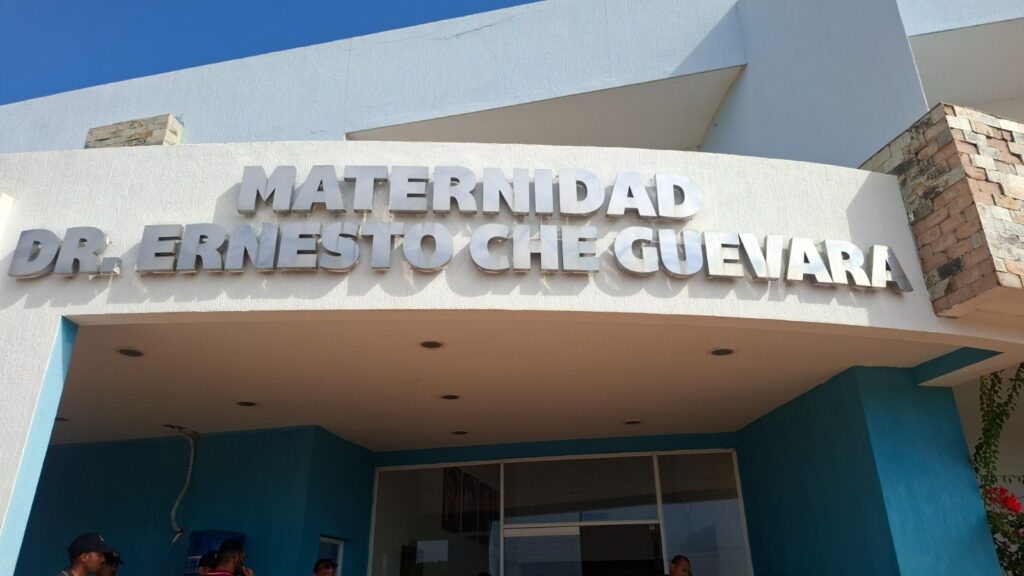 MATERNIDAD
DR. ERNESTO CHE GUEVARA